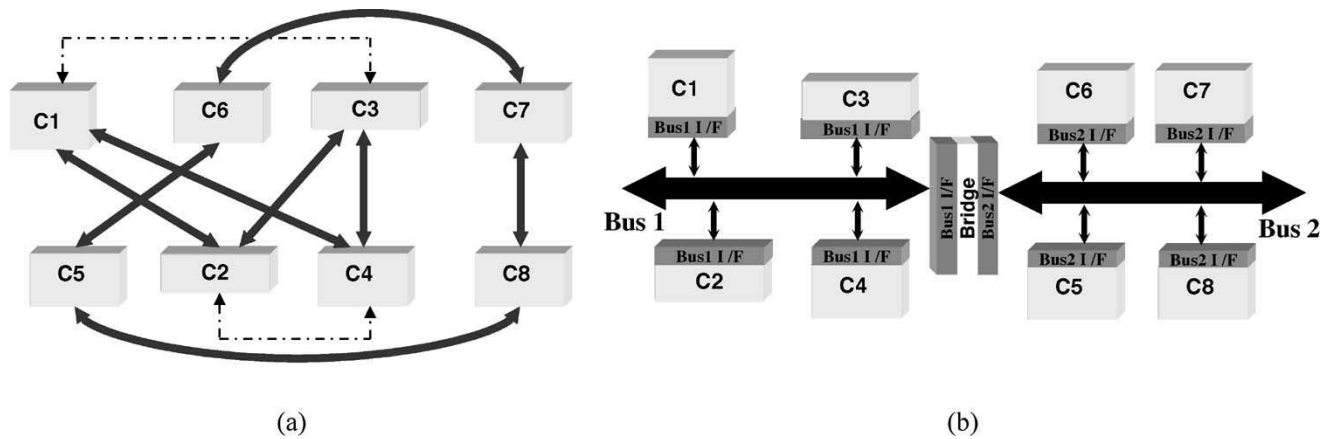 C1
C6
C3
C7
C5
C2
C4
C8
(a)
C1
Bus1 I/F
C3
Bus1 I/F
C6
Bus2 I/F
C7
Bus2 I/F
Bus 1
Bus1 I/F
Bridge
Bus2 I/F
Bus 2
Bus1 I/F
C2
Bus1 I/F
C4
Bus2 I/F
C5
Bus2 I/F
C8
(b)